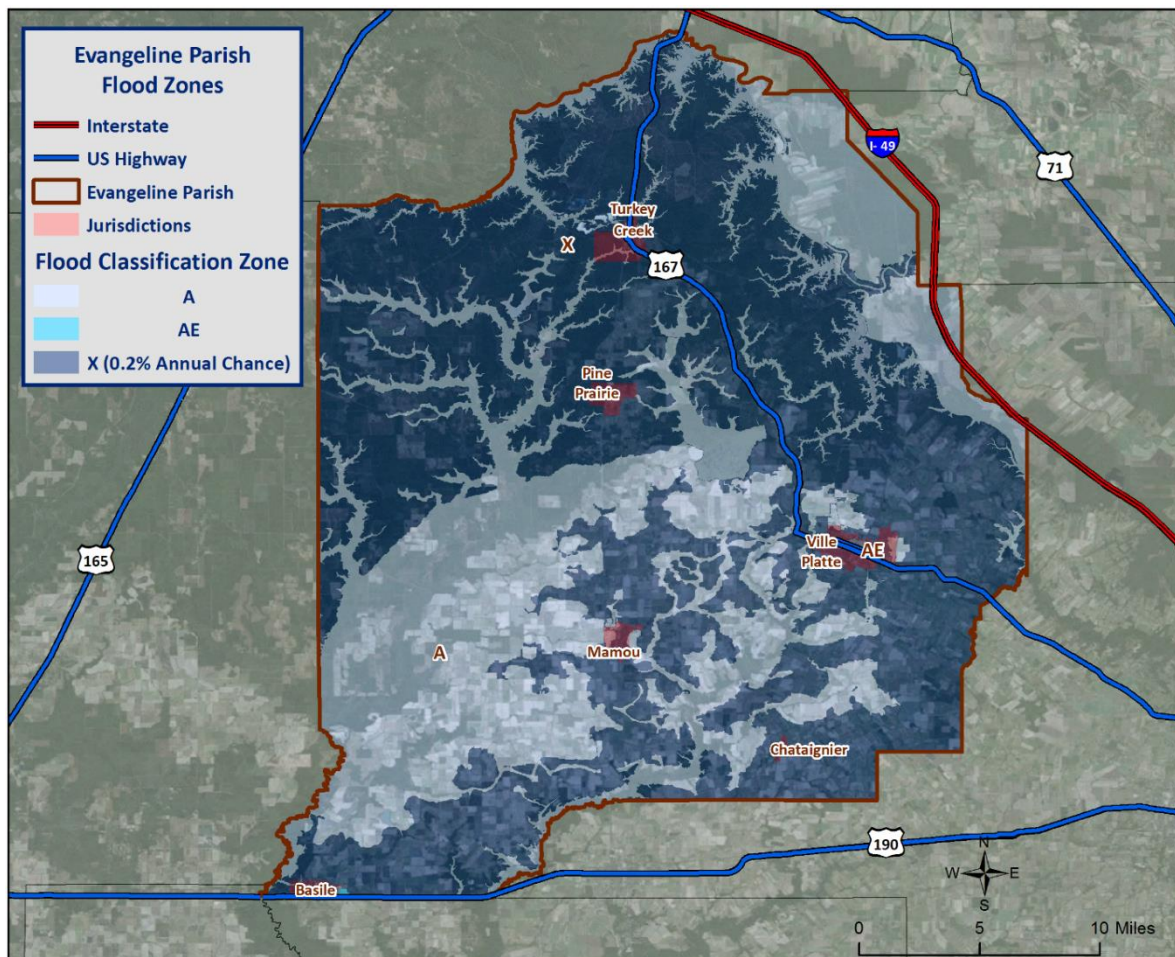 Evangeline Parish
Flood Zones
Interstate
US Highway
Evangeline Parish
Jurisdictions
Flood Classification Zone
A
AE
X (0.2% Annual Chance)
I- 49
71
Turkey
Creek
X
167
Pine
Prairie
165
Ville
Platte
AE
A
Mamou
Chataignier
190
Basile
N
W
E
S
0
5
10 Miles